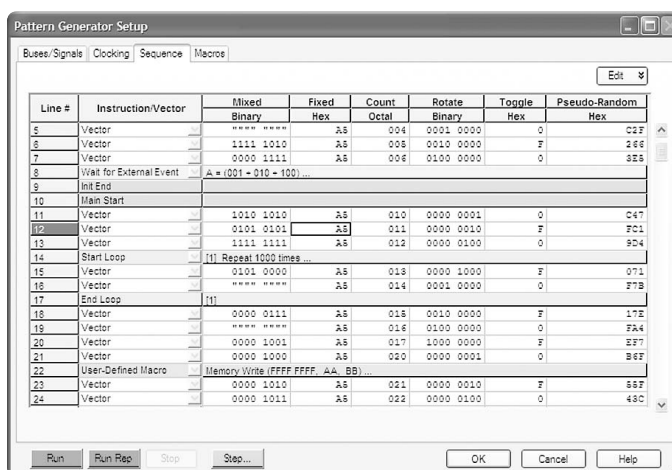 Pattern Generator Setup
Buses/Signals Clocking Sequence Macros
Edit
Line # Instruction/Vector Mixed Fixed Count Rotate Toggle Pseudo-Random
Binary Hex Octal Binary Hex Hex
5 Vector """" """" A5 004 0001 0000 0 C2F
6 Vector 1111 1010 A5 005 0010 0000 F 266
7 Vector 0000 1111 A5 006 0100 0000 0 3E5
8 Wait for External Event A = (001 + 010 + 100) ...
9 Init End
10 Main Start
11 Vector 1010 1010 A5 010 0000 0001 0 C47
12 Vector 0101 0101 A5 011 0000 0010 F FC1
13 Vector 1111 1111 A5 012 0000 0100 0 9D4
14 Start Loop [1] Repeat 1000 times ...
15 Vector 0101 0000 A5 013 0000 1000 F 071
16 Vector """" """" A5 014 0001 0000 0 F7B
17 End Loop [1]
18 Vector 0000 0111 A5 015 0010 0000 F 17E
19 Vector """" """" A5 016 0100 0000 0 FA4
20 Vector 0000 1001 A5 017 1000 0000 F EF7
21 Vector 0000 1000 A5 020 0000 0001 0 B6F
22 User-Defined Macro Memory Write (FFFF FFFF, AA, BB) ...
23 Vector 0000 1010 A5 021 0000 0010 F 55F
24 Vector 0000 1011 A5 022 0000 0100 0 43C
Run Run Rep Stop Step... OK Cancel Help